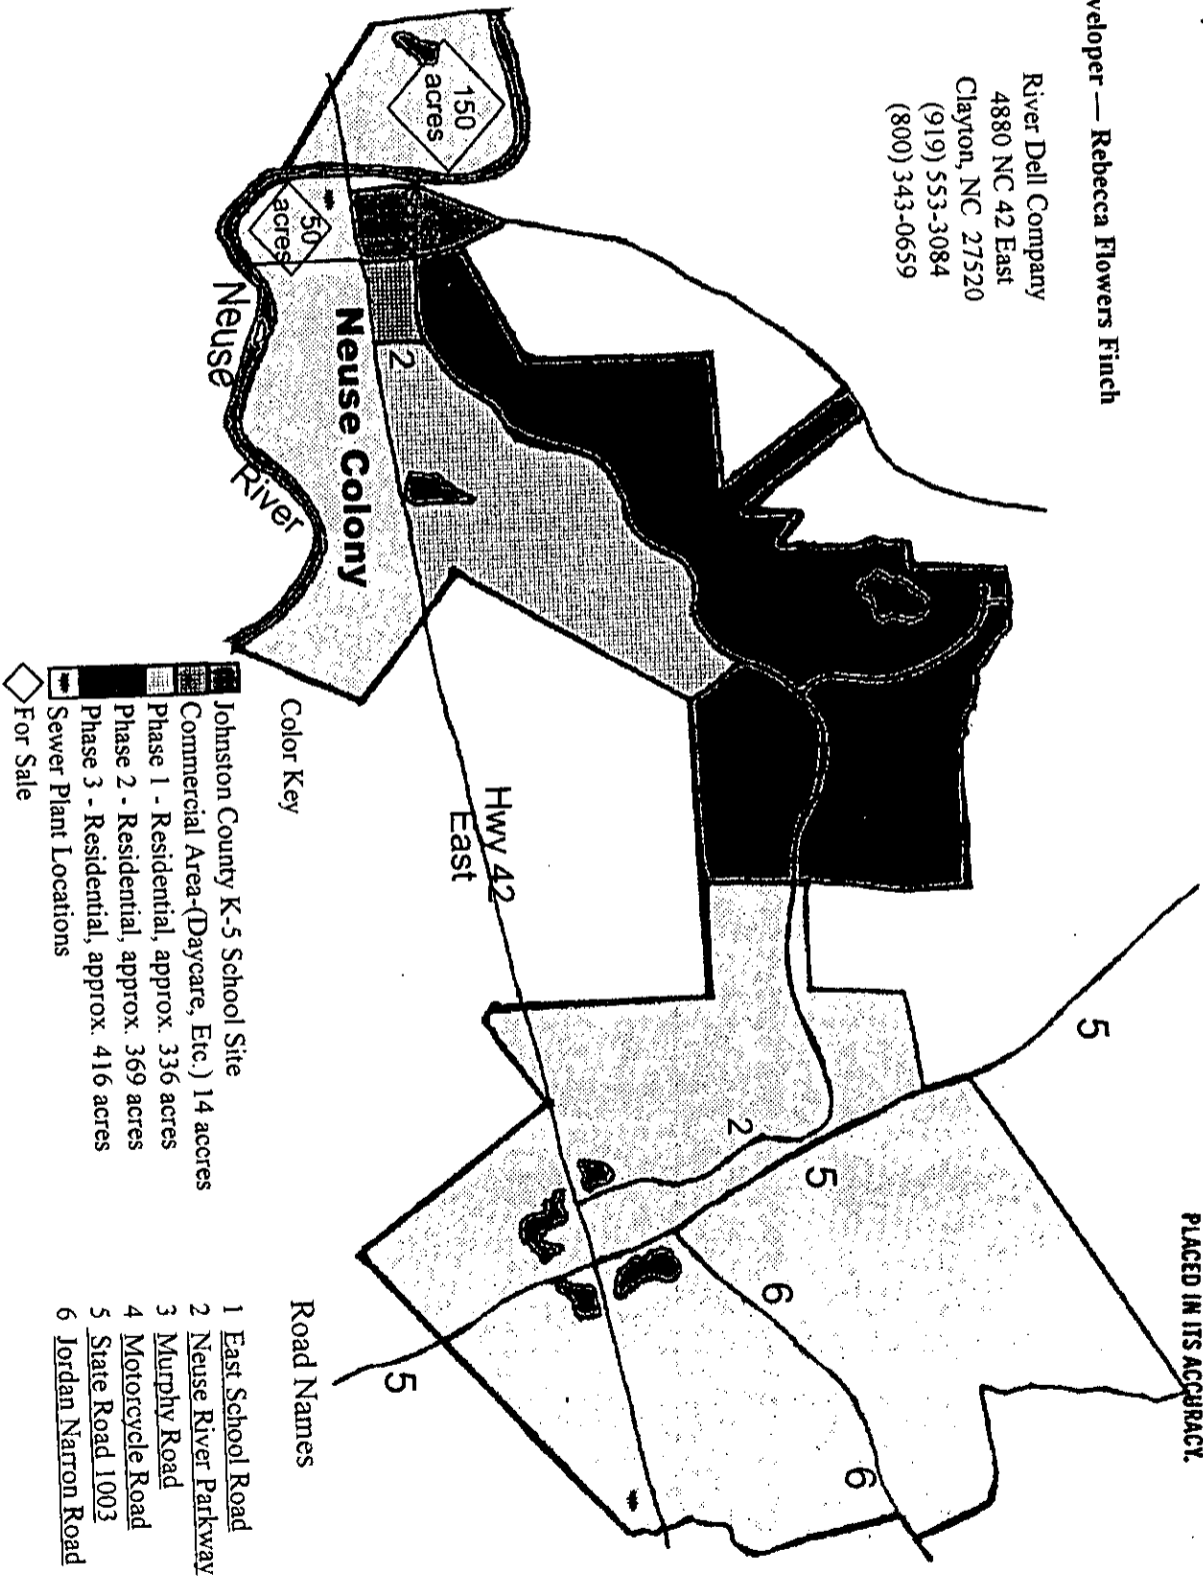 veloper — Rebecca Flowers Finch
River Dell Company
4880 NC 42 East
Clayton, NC 27520
(919) 553-3084
(800) 343-0659
PLACED IN ITS ACCURACY.
150
acres
50
acres
Neuse
River
Neuse Colony
2
Hwy 42
East
2
5
5
5
6
6
Color Key
Johnston County K-5 School Site
Commercial Area-(Daycare, Etc.) 14 accres
Phase 1 - Residential, approx. 336 acres
Phase 2 - Residential, approx. 369 acres
Phase 3 - Residential, approx. 416 acres
Sewer Plant Locations
For Sale
Road Names
1 East School Road
2 Neuse River Parkway
3 Murphy Road
4 Motorcycle Road
5 State Road 1003
6 Jordan Narron Road